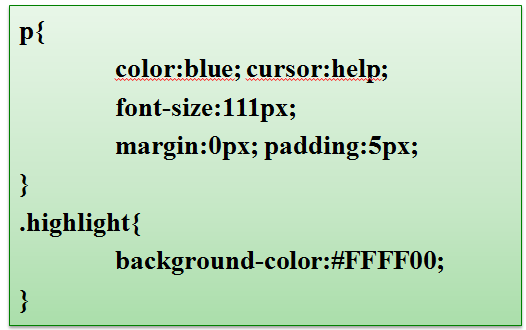 p{
color:blue; cursor:help;
font-size:111px;
margin:0px; padding:5px;
}
.highlight{
background-color:#FFFF00;
}